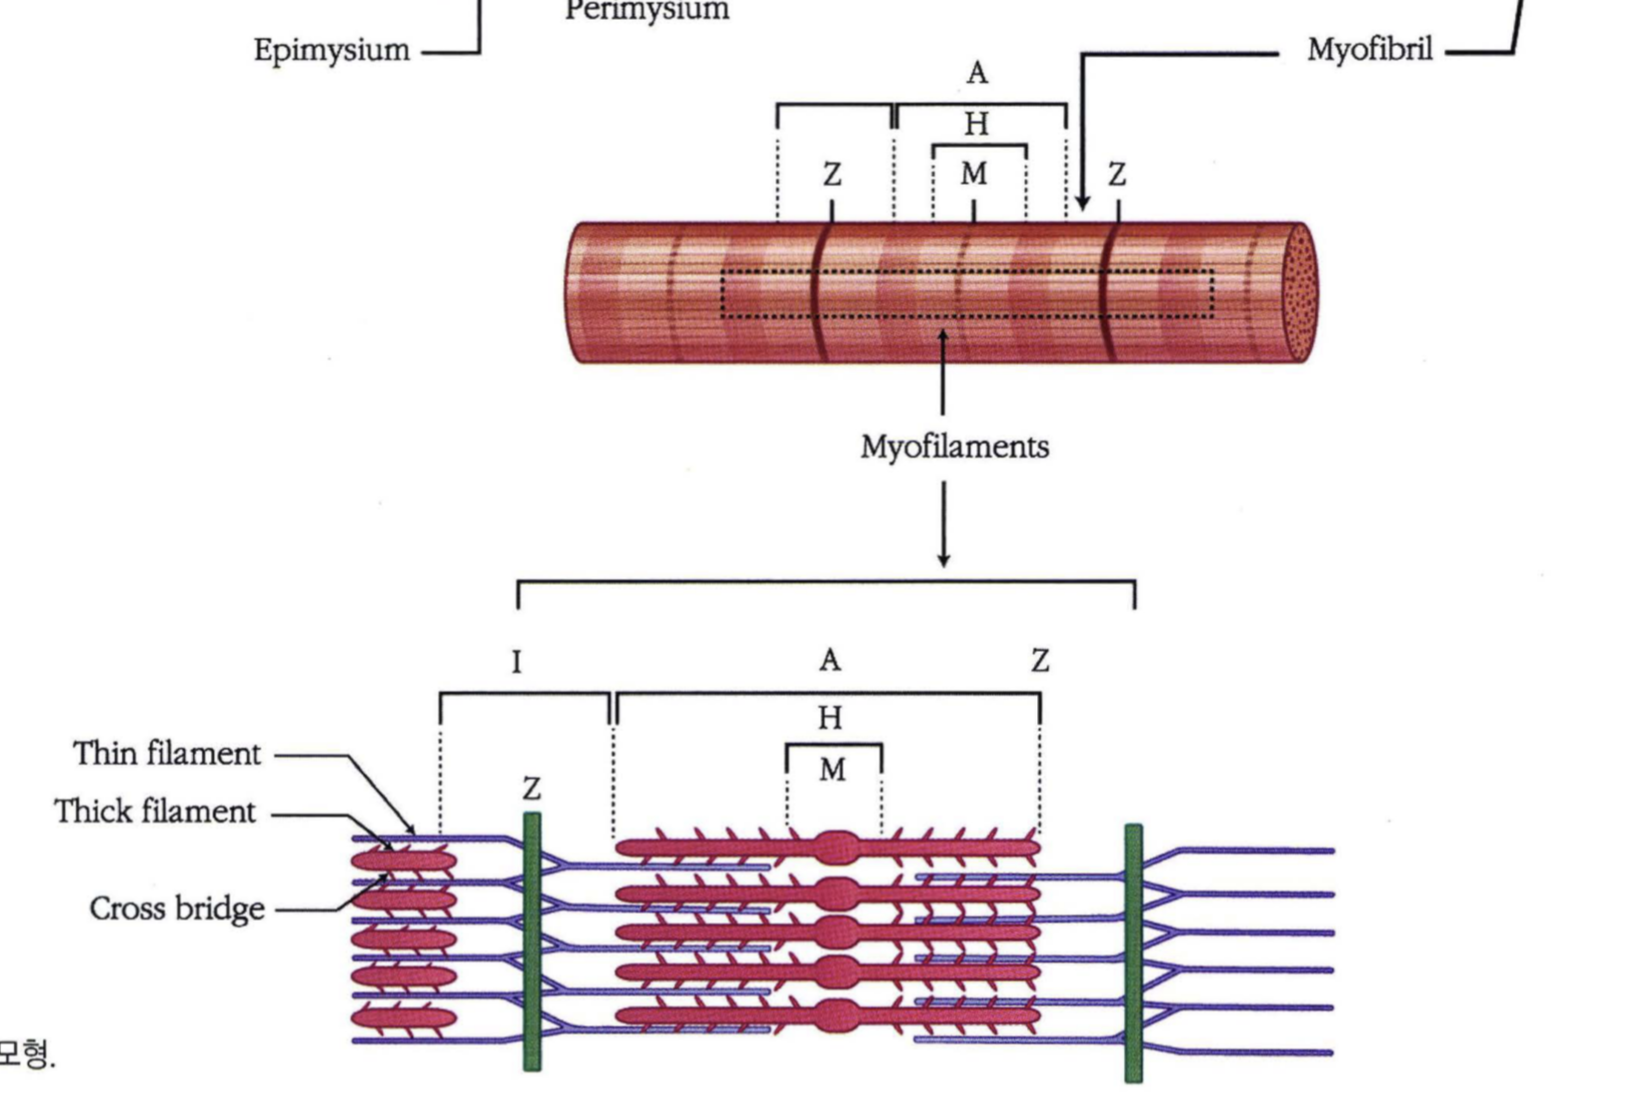 Perimysium
Epimysium
Myofibril
A
H
Z
M
Z
Myofilaments
I
A
Z
H
M
Z
Thin filament
Thick filament
Cross bridge
모형.